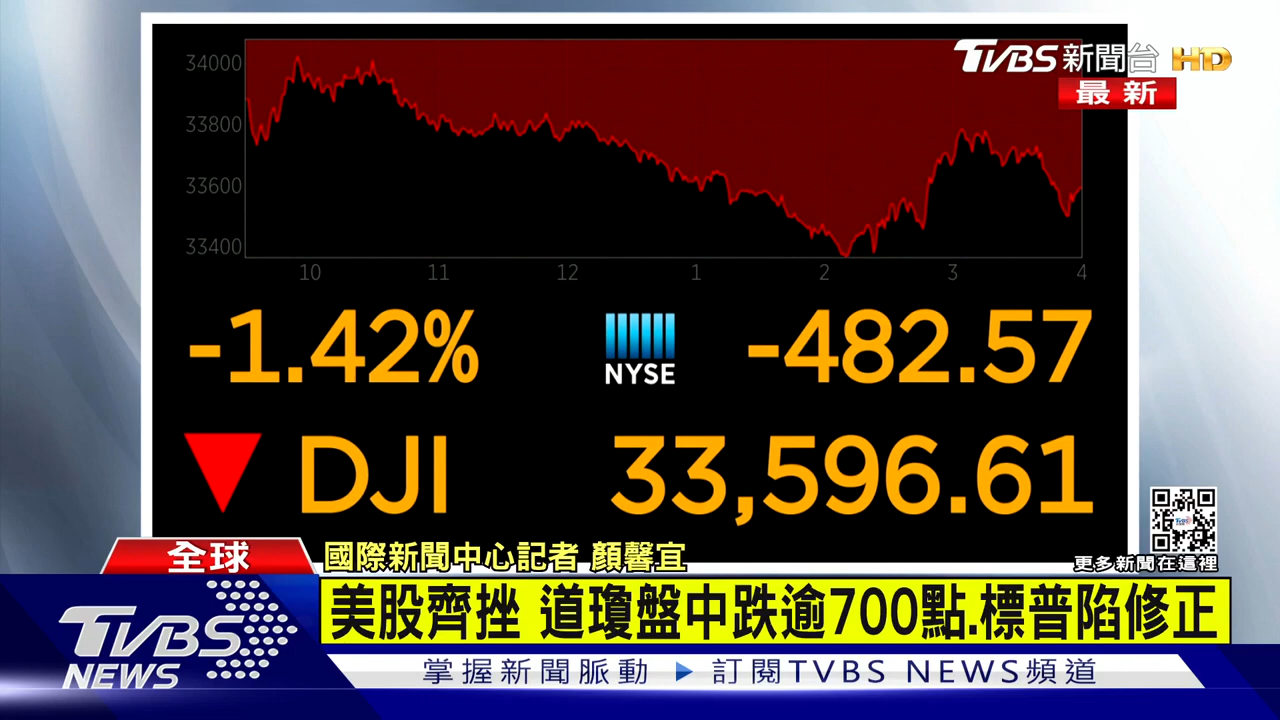 34000
33800
33600
33400
10 11 12 1 2 3 4
TVBS新聞台 HD
最新
-1.42% NYSE -482.57
DJI 33,596.61
TVBS
更多新聞在這裡
全球 國際新聞中心記者 顏馨宜
美股齊挫 道瓊盤中跌逾700點.標普陷修正
TVBS NEWS
掌握新聞脈動 ▶ 訂閱TVBS NEWS頻道